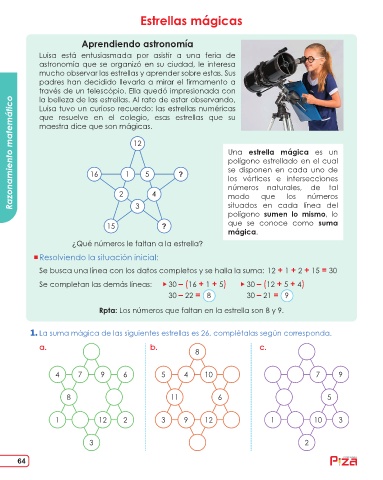 Estrellas mágicas
Aprendiendo astronomía
Luisa está entusiasmada por asistir a una feria de
astronomía que se organizó en su ciudad, le interesa
mucho observar las estrellas y aprender sobre estas. Sus
padres han decidido llevarla a mirar el firmamento a
través de un telescopio. Ella quedó impresionada con
la belleza de las estrellas. Al rato de estar observando,
Luisa tuvo un curioso recuerdo: las estrellas numéricas
que resuelve en el colegio, esas estrellas que su
maestra dice que son mágicas.
Razonamiento matemático
12
16 1 5 ?
2 4
3
15 ?
Una estrella mágica es un
polígono estrellado en el cual
se disponen en cada uno de
los vértices e intersecciones
números naturales, de tal
modo que los números
situados en cada línea del
polígono sumen lo mismo, lo
que se conoce como suma
mágica.
¿Qué números le faltan a la estrella?
Resolviendo la situación inicial:
Se busca una línea con los datos completos y se halla la suma: 12 + 1 + 2 + 15 = 30
Se completan las demás líneas: 30 – (16 + 1 + 5) 30 – (12 + 5 + 4)
30 – 22 = 8 30 – 21 = 9
Rpta: Los números que faltan en la estrella son 8 y 9.
1. La suma mágica de las siguientes estrellas es 26, complétalas según corresponda.
a. b. c.
8
4 7 9 6 5 4 10 7 9
8 11 6 5
1 12 2 3 9 12 1 10 3
3 2
64
Piza